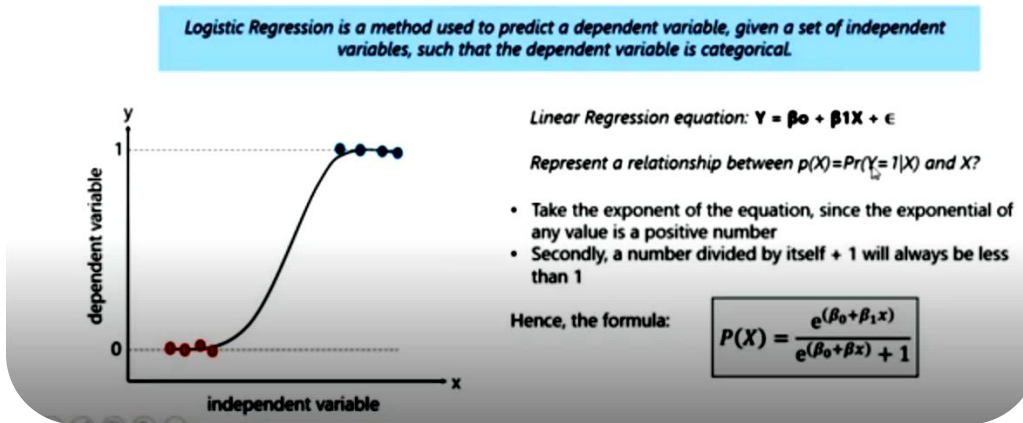 Logistic Regression is a method used to predict a dependent variable, given a set of independent
variables, such that the dependent variable is categorical.
y
1
dependent variable
0
x
independent variable
Linear Regression equation: Y = βo + β1X + ϵ
Represent a relationship between p(X)=Pr(Y=1|X) and X?
• Take the exponent of the equation, since the exponential of
any value is a positive number
• Secondly, a number divided by itself + 1 will always be less
than 1
Hence, the formula:
P(X) = e^(β₀+β₁x) / e^(β₀+βx) + 1